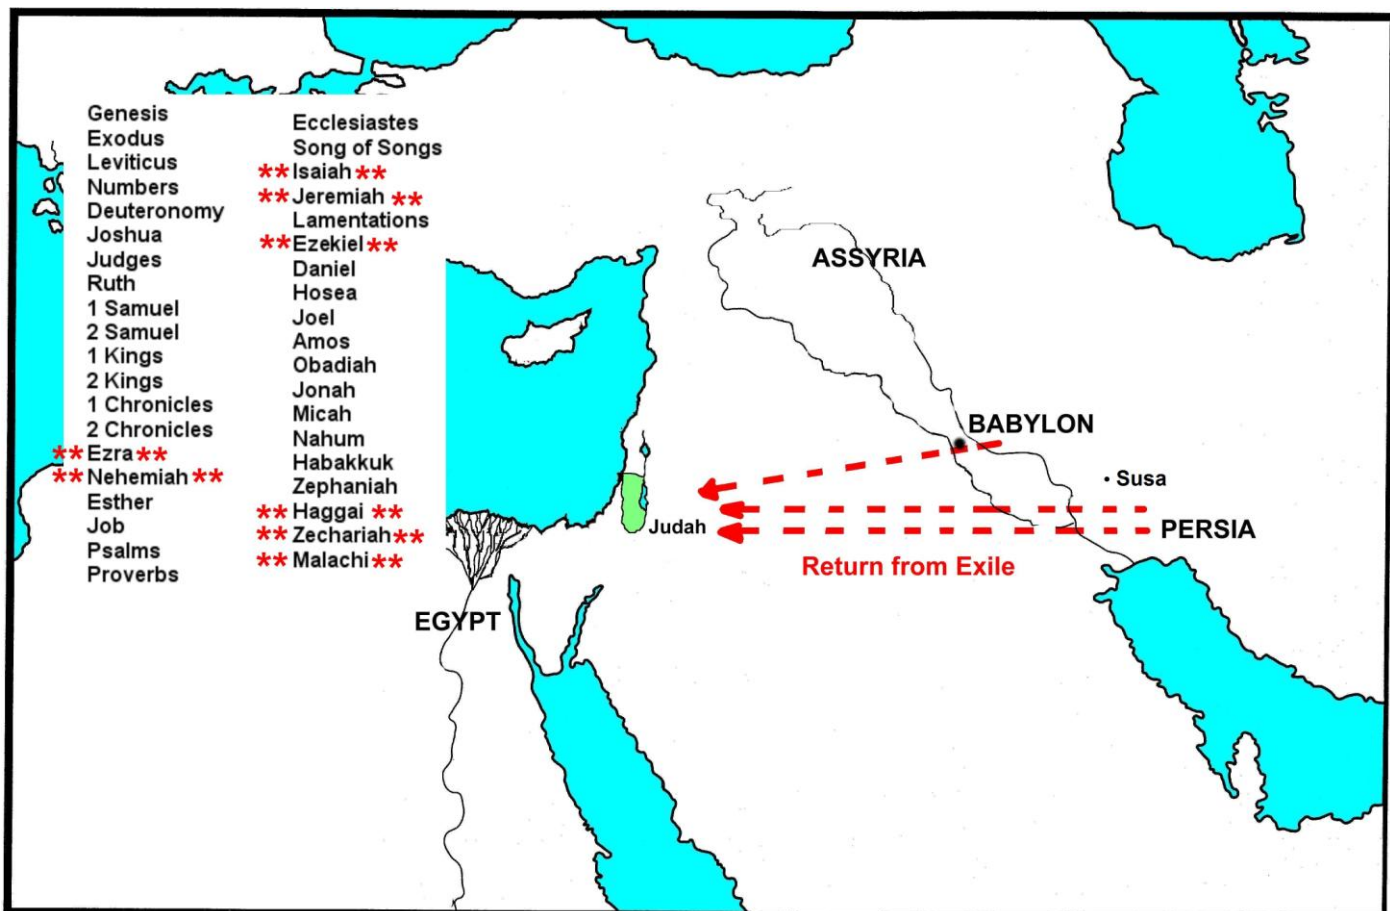 Genesis
Exodus
Leviticus
Numbers
Deuteronomy
Joshua
Judges
Ruth
1 Samuel
2 Samuel
1 Kings
2 Kings
1 Chronicles
2 Chronicles
**Ezra**
**Nehemiah**
Esther
Job
Psalms
Proverbs
Ecclesiastes
Song of Songs
**Isaiah**
**Jeremiah**
Lamentations
**Ezekiel**
Daniel
Hosea
Joel
Amos
Obadiah
Jonah
Micah
Nahum
Habakkuk
Zephaniah
**Haggai**
**Zechariah**
**Malachi**
ASSYRIA
BABYLON
Susa
Judah
PERSIA
Return from Exile
EGYPT